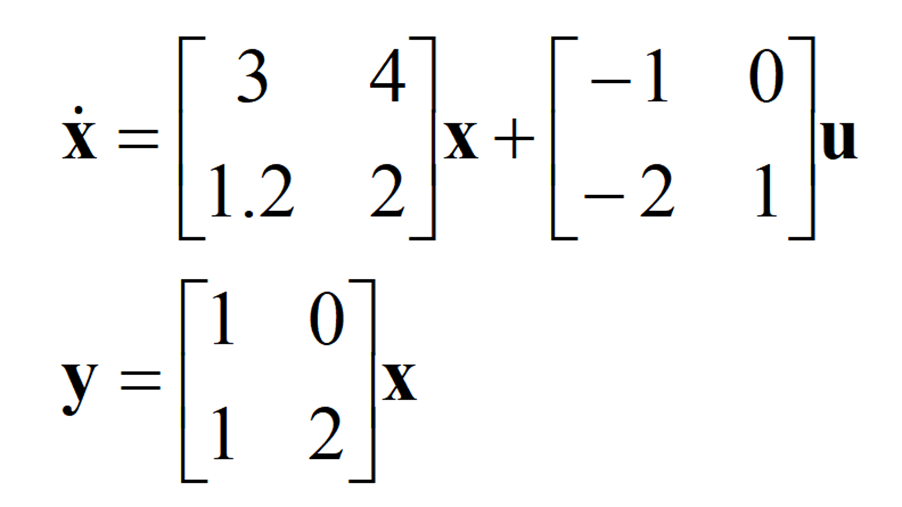 ẋ = [3 4; 1.2 2] x + [−1 0; −2 1] u
y = [1 0; 1 2] x